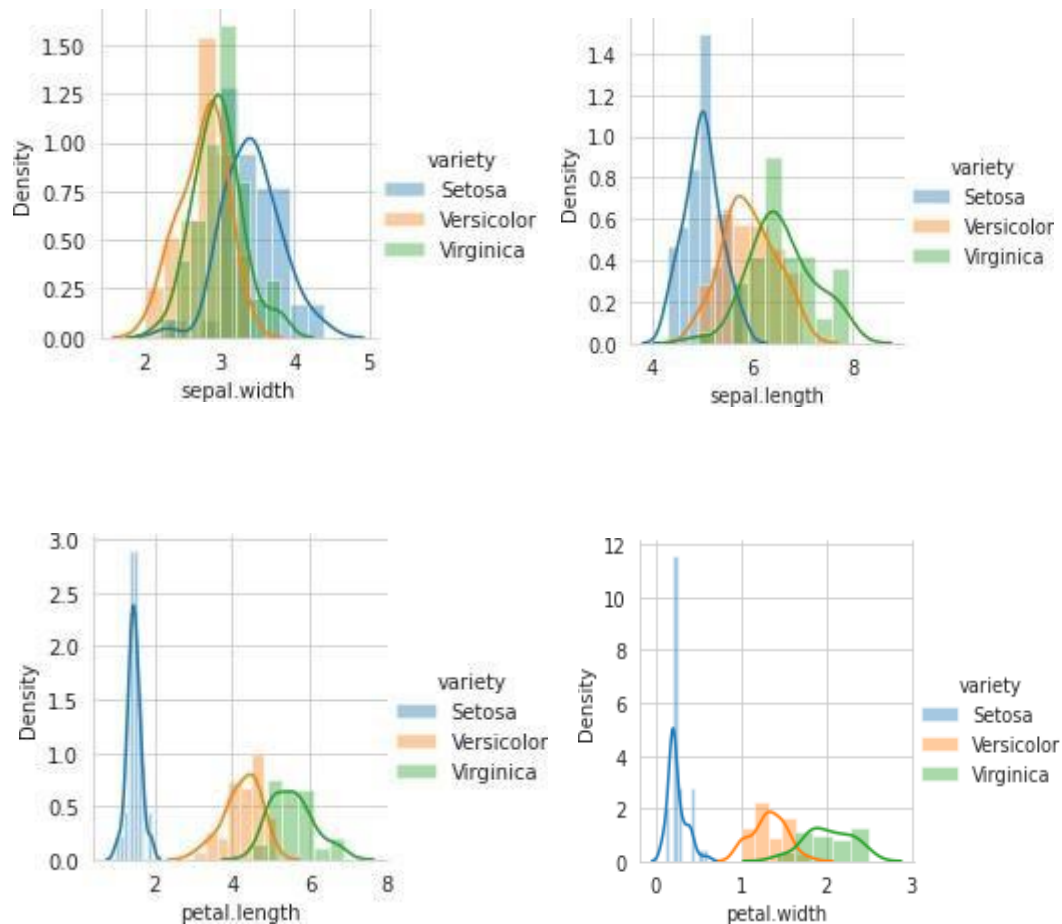 1.50
1.25
1.00
0.75
0.50
0.25
0.00
Density
2 3 4 5
sepal.width
variety
Setosa
Versicolor
Virginica
1.4
1.2
1.0
0.8
0.6
0.4
0.2
0.0
Density
4 6 8
sepal.length
variety
Setosa
Versicolor
Virginica
3.0
2.5
2.0
1.5
1.0
0.5
0.0
Density
2 4 6 8
petal.length
variety
Setosa
Versicolor
Virginica
12
10
8
6
4
2
0
Density
0 1 2 3
petal.width
variety
Setosa
Versicolor
Virginica